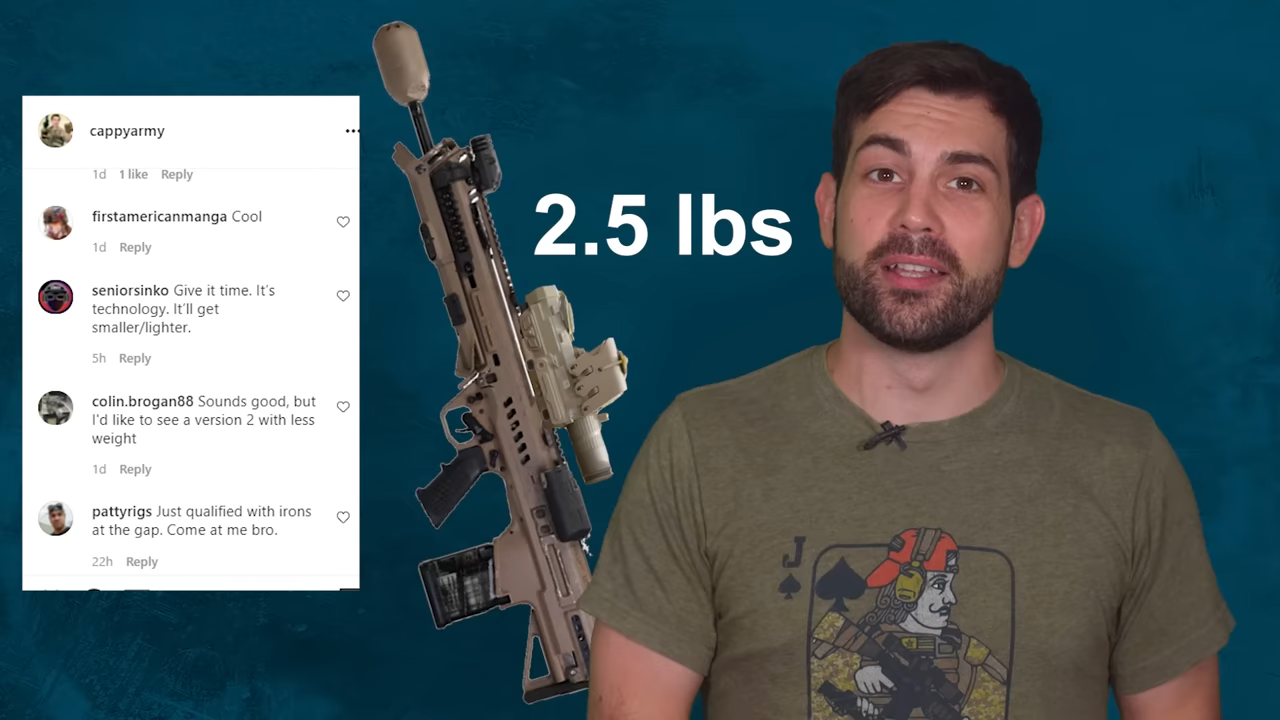 cappyarmy
1d 1 like Reply
firstamericanmanga Cool
1d Reply
seniorsinko Give it time. It's
technology. It'll get
smaller/lighter.
5h Reply
colin.brogan88 Sounds good, but
I'd like to see a version 2 with less
weight
1d Reply
pattyrigs Just qualified with irons
at the gap. Come at me bro.
22h Reply
2.5 lbs
J